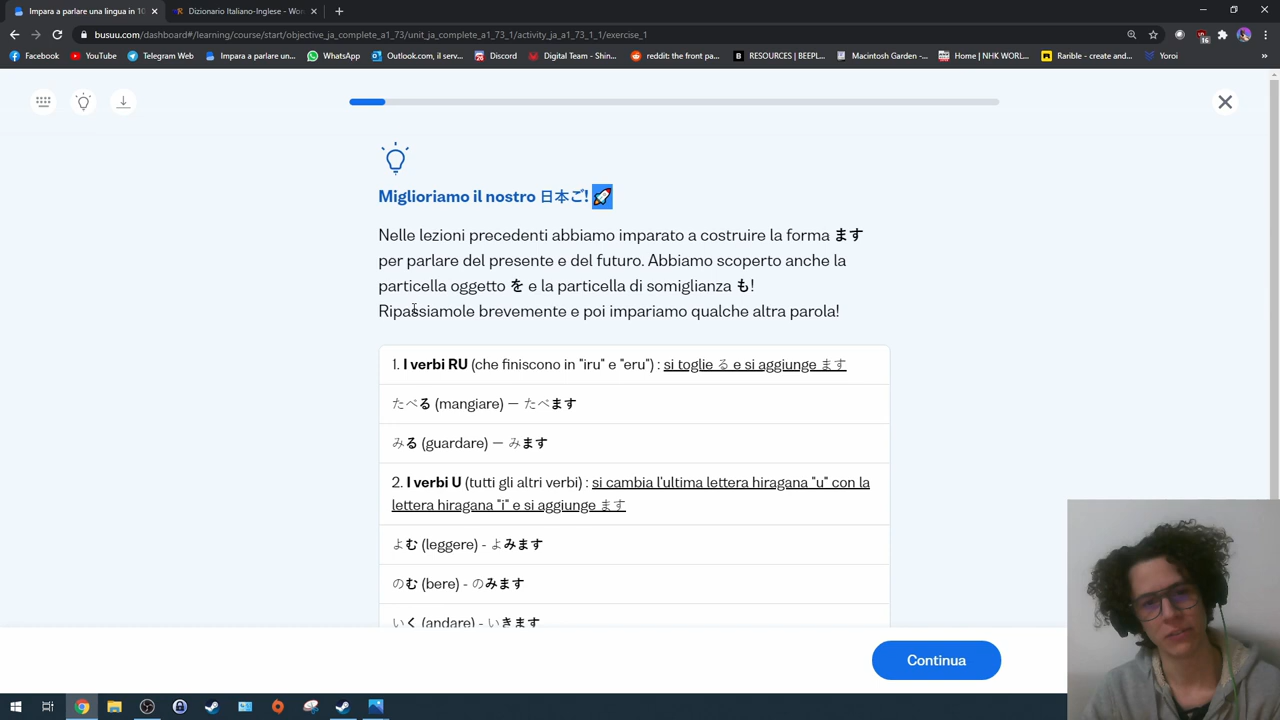 Impara a parlare una lingua in 10
Dizionario Italiano-Inglese - Wor
busuu.com/dashboard#/learning/course/start/objective_ja_complete_a1_73/unit_ja_complete_a1_73_1/activity_ja_a1_73_1_1/exercise_1
16
Facebook YouTube Telegram Web Impara a parlare un... WhatsApp Outlook.com, il serv... Discord Digital Team - Shin... reddit: the front pa... RESOURCES | BEEPL... Macintosh Garden -... Home | NHK WORL... Rarible - create and... Yoroi
Miglioriamo il nostro 日本ご! 🚀
Nelle lezioni precedenti abbiamo imparato a costruire la forma ます
per parlare del presente e del futuro. Abbiamo scoperto anche la
particella oggetto を e la particella di somiglianza も!
Ripassiamole brevemente e poi impariamo qualche altra parola!
1. I verbi RU (che finiscono in "iru" e "eru") : si toglie る e si aggiunge ます
たべる (mangiare) — たべます
みる (guardare) — みます
2. I verbi U (tutti gli altri verbi) : si cambia l'ultima lettera hiragana "u" con la
lettera hiragana "i" e si aggiunge ます
よむ (leggere) - よみます
のむ (bere) - のみます
いく (andare) - いきます
Continua